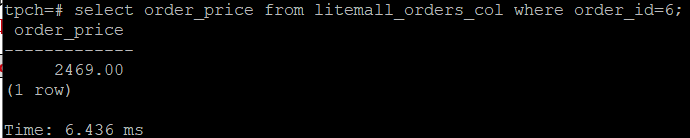 tpch=# select order_price from litemall_orders_col where order_id=6;
 order_price
-------------
     2469.00
(1 row)

Time: 6.436 ms